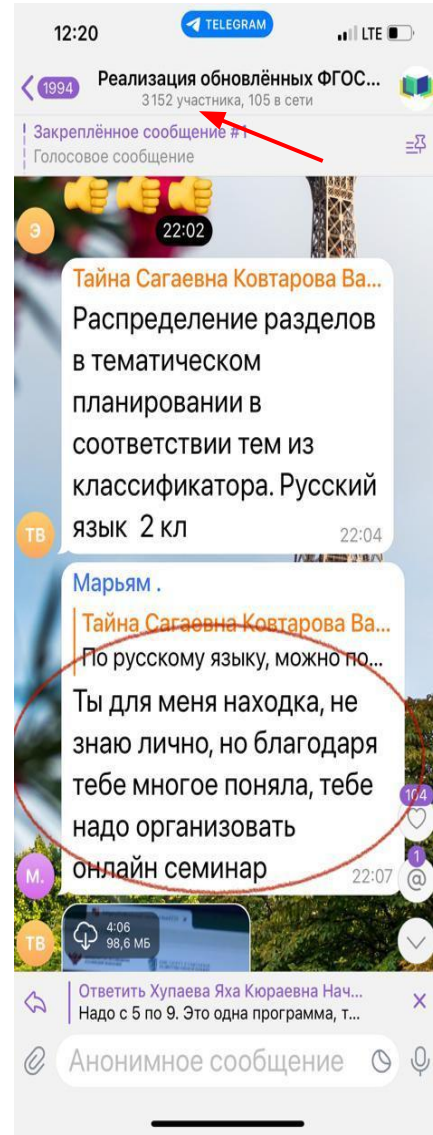 12:20
TELEGRAM
LTE
1994
Реализация обновлённых ФГОС...
3152 участника, 105 в сети
Закреплённое сообщение #1
Голосовое сообщение
Э
22:02
Тайна Сагаевна Ковтарова Ва...
Распределение разделов
в тематическом
планировании в
соответствии тем из
классификатора. Русский
язык 2 кл
22:04
ТВ
Марьям .
Тайна Сагаевна Ковтарова Ва...
По русскому языку, можно по...
Ты для меня находка, не
знаю лично, но благодаря
тебе многое поняла, тебе
надо организовать
онлайн семинар
22:07
М.
104
1
@
ТВ
4:06
98,6 МБ
Ответить Хупаева Яха Кюраевна Нач...
Надо с 5 по 9. Это одна программа, т...
Анонимное сообщение